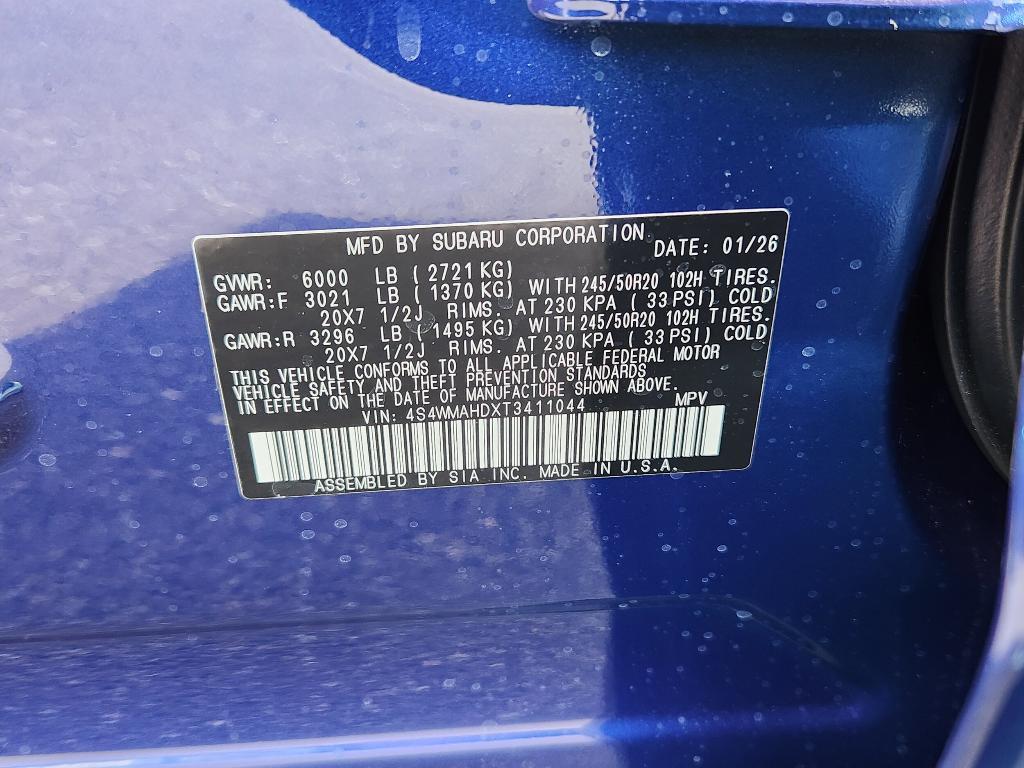 MFD BY SUBARU CORPORATION DATE: 01/26
GVWR: 6000 LB ( 2721 KG)
GAWR:F 3021 LB ( 1370 KG) WITH 245/50R20 102H TIRES.
20X7 1/2J RIMS. AT 230 KPA ( 33 PSI) COLD
GAWR:R 3296 LB ( 1495 KG) WITH 245/50R20 102H TIRES.
20X7 1/2J RIMS. AT 230 KPA ( 33 PSI) COLD
THIS VEHICLE CONFORMS TO ALL APPLICABLE FEDERAL MOTOR
VEHICLE SAFETY AND THEFT PREVENTION STANDARDS
IN EFFECT ON THE DATE OF MANUFACTURE SHOWN ABOVE.
VIN: 4S4WMAHDXT3411044 MPV
ASSEMBLED BY SIA INC. MADE IN U.S.A.